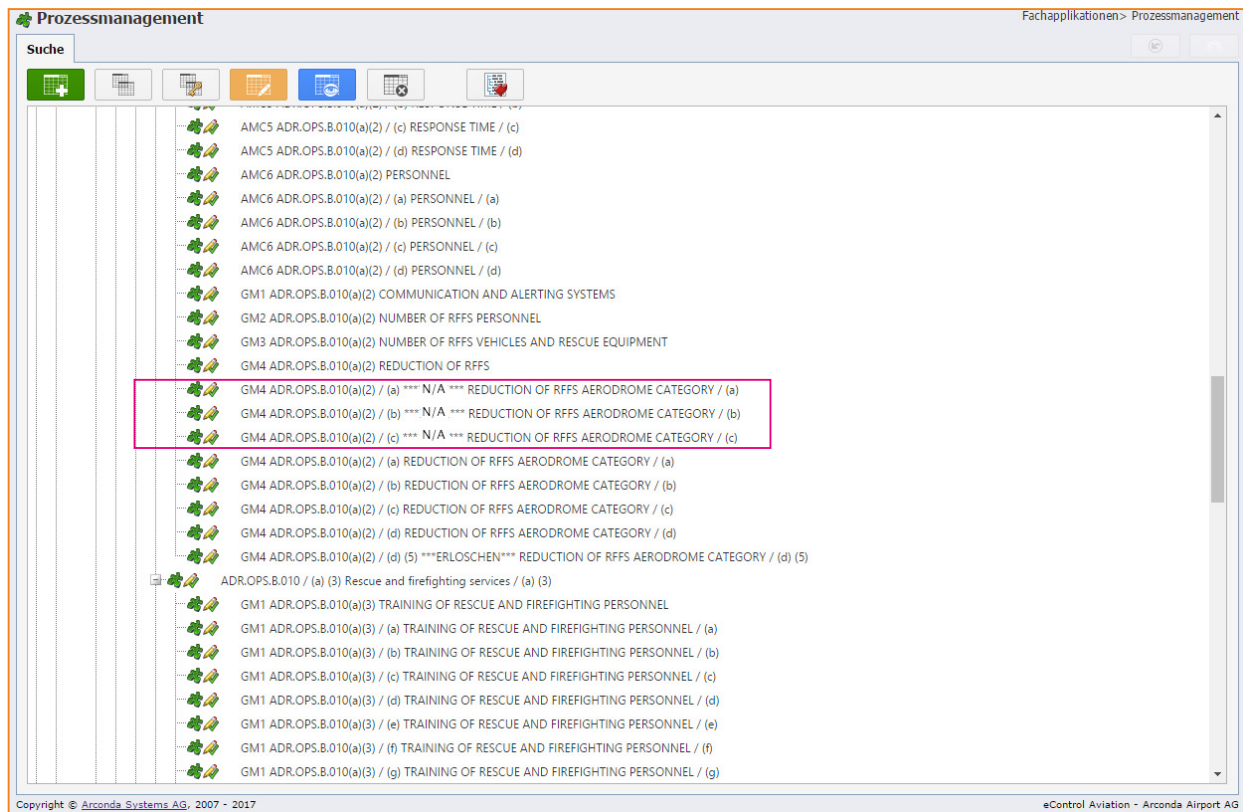 Prozessmanagement
Fachapplikationen> Prozessmanagement
Suche
AMC5 ADR.OPS.B.010(a)(2) / (c) RESPONSE TIME / (c)
AMC5 ADR.OPS.B.010(a)(2) / (d) RESPONSE TIME / (d)
AMC6 ADR.OPS.B.010(a)(2) PERSONNEL
AMC6 ADR.OPS.B.010(a)(2) / (a) PERSONNEL / (a)
AMC6 ADR.OPS.B.010(a)(2) / (b) PERSONNEL / (b)
AMC6 ADR.OPS.B.010(a)(2) / (c) PERSONNEL / (c)
AMC6 ADR.OPS.B.010(a)(2) / (d) PERSONNEL / (d)
GM1 ADR.OPS.B.010(a)(2) COMMUNICATION AND ALERTING SYSTEMS
GM2 ADR.OPS.B.010(a)(2) NUMBER OF RFFS PERSONNEL
GM3 ADR.OPS.B.010(a)(2) NUMBER OF RFFS VEHICLES AND RESCUE EQUIPMENT
GM4 ADR.OPS.B.010(a)(2) REDUCTION OF RFFS
GM4 ADR.OPS.B.010(a)(2) / (a) *** N/A *** REDUCTION OF RFFS AERODROME CATEGORY / (a)
GM4 ADR.OPS.B.010(a)(2) / (b) *** N/A *** REDUCTION OF RFFS AERODROME CATEGORY / (b)
GM4 ADR.OPS.B.010(a)(2) / (c) *** N/A *** REDUCTION OF RFFS AERODROME CATEGORY / (c)
GM4 ADR.OPS.B.010(a)(2) / (a) REDUCTION OF RFFS AERODROME CATEGORY / (a)
GM4 ADR.OPS.B.010(a)(2) / (b) REDUCTION OF RFFS AERODROME CATEGORY / (b)
GM4 ADR.OPS.B.010(a)(2) / (c) REDUCTION OF RFFS AERODROME CATEGORY / (c)
GM4 ADR.OPS.B.010(a)(2) / (d) REDUCTION OF RFFS AERODROME CATEGORY / (d)
GM4 ADR.OPS.B.010(a)(2) / (d) (5) ***ERLOSCHEN*** REDUCTION OF RFFS AERODROME CATEGORY / (d) (5)
ADR.OPS.B.010 / (a) (3) Rescue and firefighting services / (a) (3)
GM1 ADR.OPS.B.010(a)(3) TRAINING OF RESCUE AND FIREFIGHTING PERSONNEL
GM1 ADR.OPS.B.010(a)(3) / (a) TRAINING OF RESCUE AND FIREFIGHTING PERSONNEL / (a)
GM1 ADR.OPS.B.010(a)(3) / (b) TRAINING OF RESCUE AND FIREFIGHTING PERSONNEL / (b)
GM1 ADR.OPS.B.010(a)(3) / (c) TRAINING OF RESCUE AND FIREFIGHTING PERSONNEL / (c)
GM1 ADR.OPS.B.010(a)(3) / (d) TRAINING OF RESCUE AND FIREFIGHTING PERSONNEL / (d)
GM1 ADR.OPS.B.010(a)(3) / (e) TRAINING OF RESCUE AND FIREFIGHTING PERSONNEL / (e)
GM1 ADR.OPS.B.010(a)(3) / (f) TRAINING OF RESCUE AND FIREFIGHTING PERSONNEL / (f)
GM1 ADR.OPS.B.010(a)(3) / (g) TRAINING OF RESCUE AND FIREFIGHTING PERSONNEL / (g)
Copyright © Arconda Systems AG, 2007 - 2017
eControl Aviation - Arconda Airport AG